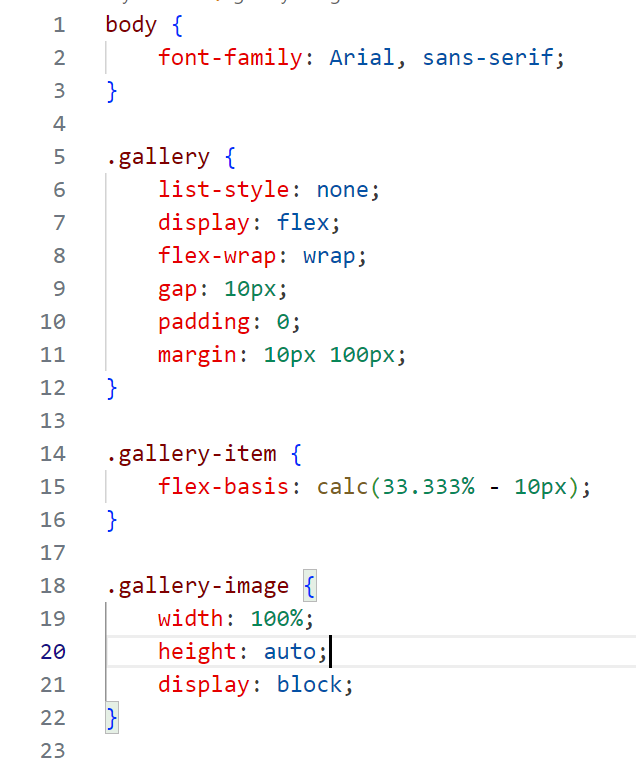 1 body {
2 font-family: Arial, sans-serif;
3 }
4
5 .gallery {
6 list-style: none;
7 display: flex;
8 flex-wrap: wrap;
9 gap: 10px;
10 padding: 0;
11 margin: 10px 100px;
12 }
13
14 .gallery-item {
15 flex-basis: calc(33.333% - 10px);
16 }
17
18 .gallery-image {
19 width: 100%;
20 height: auto;
21 display: block;
22 }
23